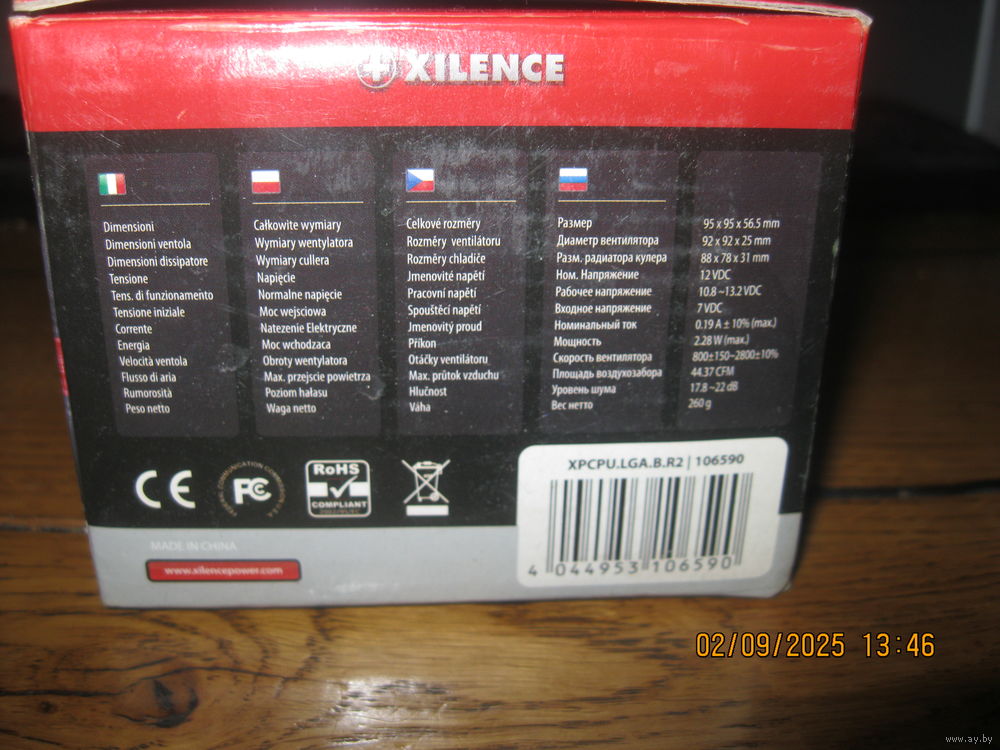 XILENCE
Dimensioni
Dimensioni ventola
Dimensioni dissipatore
Tensione
Tens. di funzionamento
Tensione iniziale
Corrente
Energia
Velocità ventola
Flusso di aria
Rumorosità
Peso netto
Całkowite wymiary
Wymiary wentylatora
Wymiary cullera
Napięcie
Normalne napięcie
Moc wejsciowa
Natezenie Elektryczne
Moc wchodzaca
Obroty wentylatora
Max. przejscie powietrza
Poziom hałasu
Waga netto
Celkové rozměry
Rozměry ventilátoru
Rozměry chladiče
Jmenovité napětí
Pracovní napětí
Spouštěcí napětí
Jmenovitý proud
Příkon
Otáčky ventilátoru
Max. průtok vzduchu
Hlučnost
Váha
Размер
Диаметр вентилятора
Разм. радиатора кулера
Ном. Напряжение
Рабочее напряжение
Входное напряжение
Номинальный ток
Мощность
Скорость вентилятора
Площадь воздухозабора
Уровень шума
Вес нетто
95 x 95 x 56.5 mm
92 x 92 x 25 mm
88 x 78 x 31 mm
12 VDC
10.8 ~13.2 VDC
7 VDC
0.19 A ± 10% (max.)
2.28 W (max.)
800±150~2800±10%
44.37 CFM
17.8 ~22 dB
260 g
CE
FC
RoHS
COMPLIANT
XPCPU.LGA.B.R2 | 106590
4 044953 106590
MADE IN CHINA
www.xilencepower.com
02/09/2025 13:46
www.ay.by